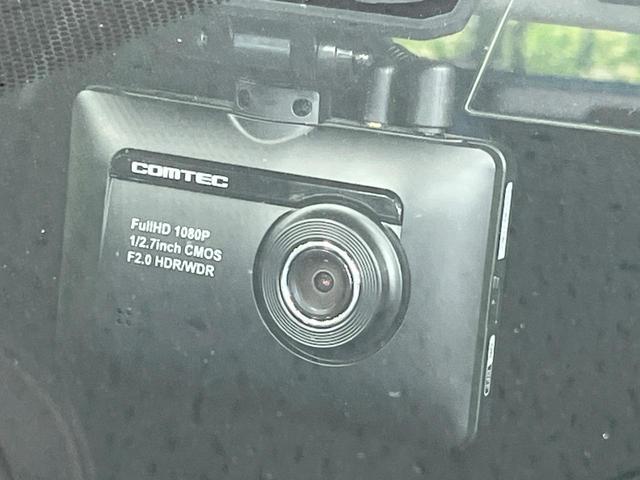 COMTEC
FullHD 1080P
1/2.7inch CMOS
F2.0 HDR/WDR